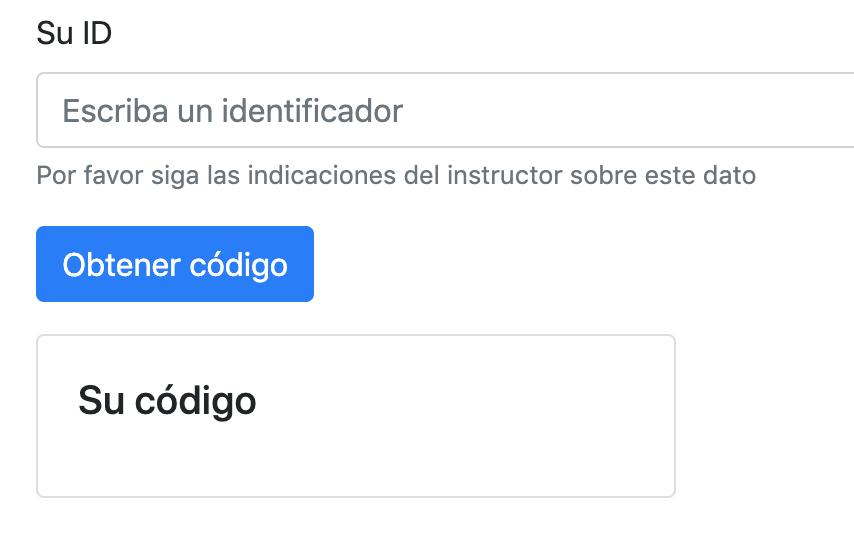 Su ID
Escriba un identificador
Por favor siga las indicaciones del instructor sobre este dato
Obtener código
Su código